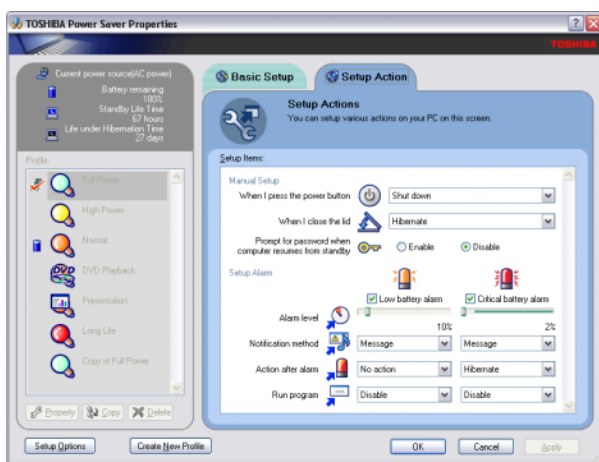 TOSHIBA Power Saver Properties
TOSHIBA
Current power source(AC power)
Battery remaining
100%
Standby Life Time
67 hours
Life under Hibernation Time
27 days
Profile:
Full Power
High Power
Normal
DVD Playback
Presentation
Long Life
Copy of Full Power
Property
Copy
Delete
Basic Setup
Setup Action
Setup Actions
You can setup various actions on your PC on this screen.
Setup Items:
Manual Setup
When I press the power button
Shut down
When I close the lid
Hibernate
Prompt for password when
computer resumes from standby
Enable
Disable
Setup Alarm
Low battery alarm
Critical battery alarm
Alarm level
10%
2%
Notification method
Message
Message
Action after alarm
No action
Hibernate
Run program
Disable
Disable
Setup Options
Create New Profile
OK
Cancel
Apply